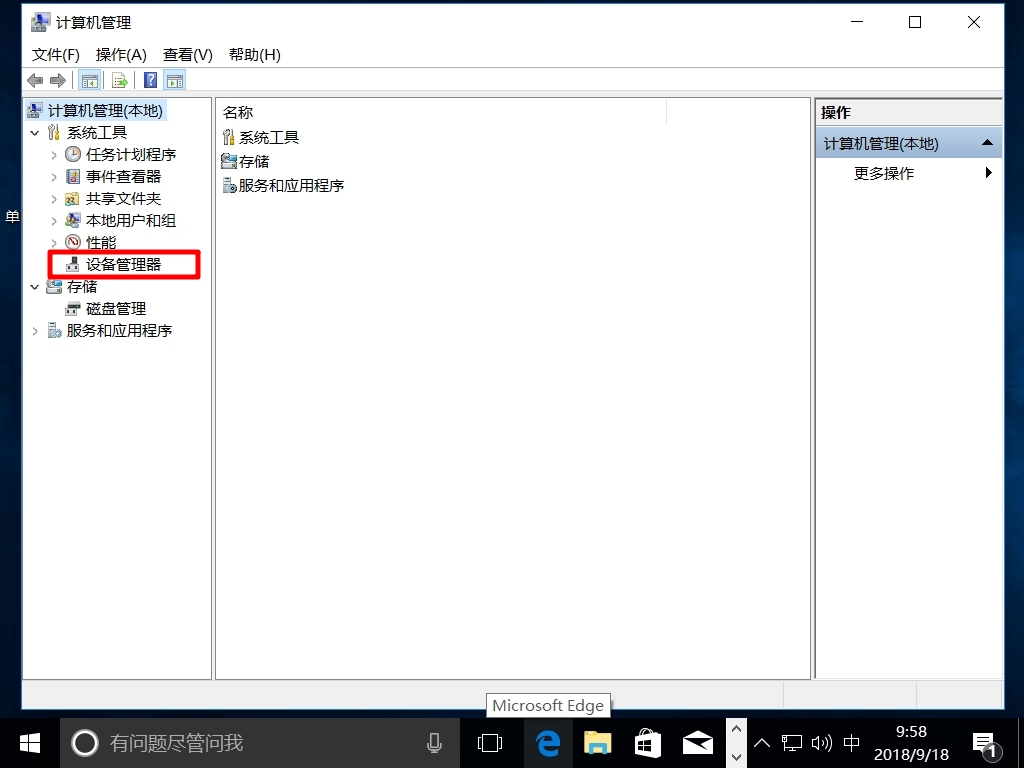 计算机管理
文件(F) 操作(A) 查看(V) 帮助(H)
计算机管理(本地)
系统工具
任务计划程序
事件查看器
共享文件夹
本地用户和组
性能
设备管理器
存储
磁盘管理
服务和应用程序
名称
系统工具
存储
服务和应用程序
操作
计算机管理(本地)
更多操作
单
Microsoft Edge
有问题尽管问我
中
9:58
2018/9/18
1